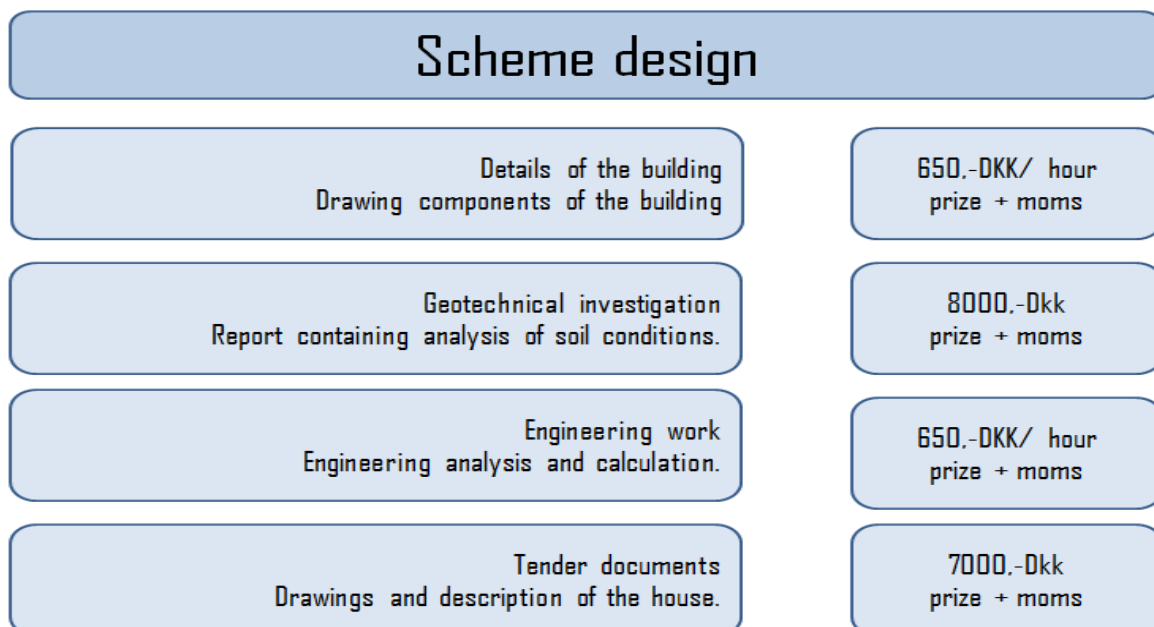 Scheme design
Details of the building
Drawing components of the building
650,-DKK/ hour
prize + moms
Geotechnical investigation
Report containing analysis of soil conditions.
8000,-Dkk
prize + moms
Engineering work
Engineering analysis and calculation.
650,-DKK/ hour
prize + moms
Tender documents
Drawings and description of the house.
7000,-Dkk
prize + moms